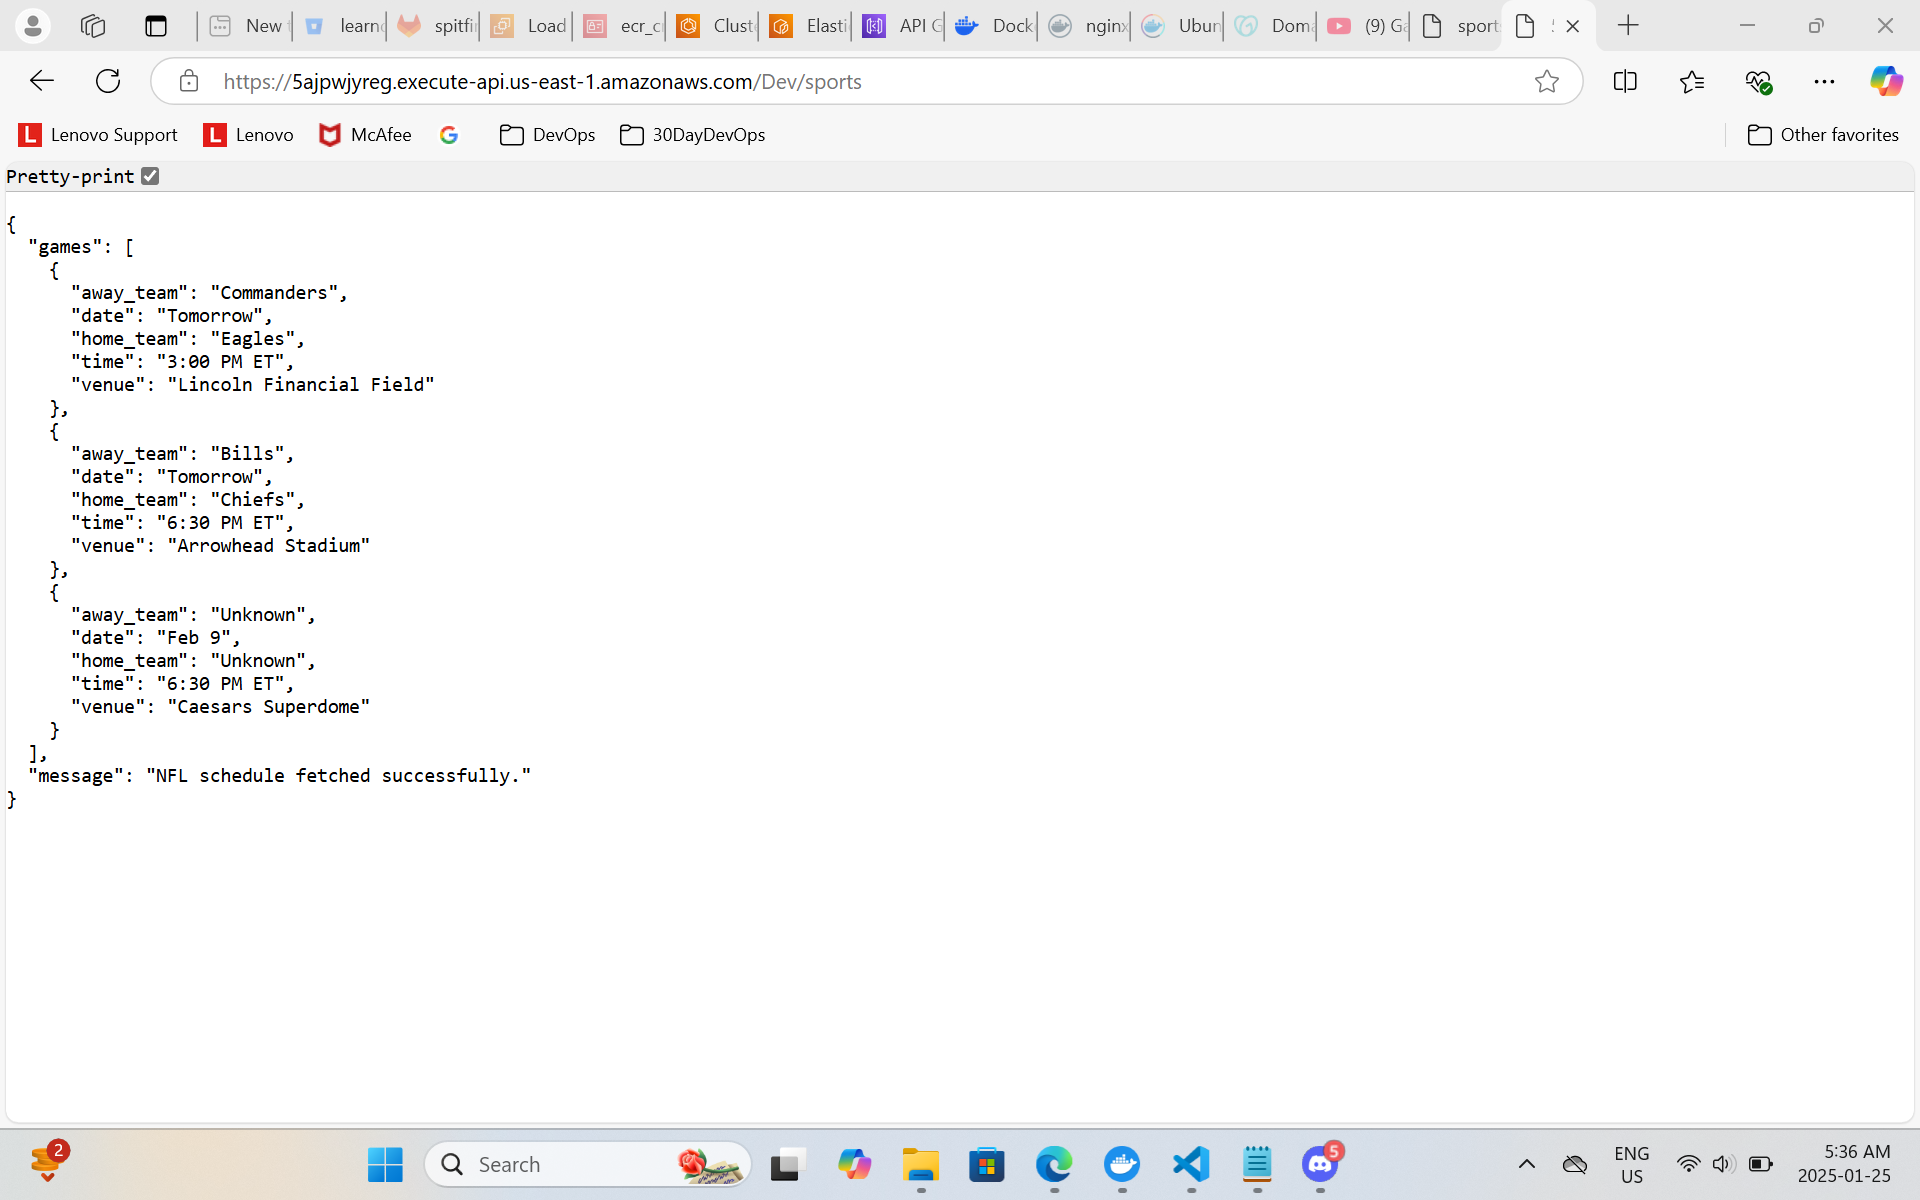 New
learn
spitfi
Load
ecr_c
Clust
Elasti
API G
Dock
nginx
Ubun
Dom
(9) Ga
sport
https://5ajpwjyreg.execute-api.us-east-1.amazonaws.com/Dev/sports
L Lenovo Support
L Lenovo
McAfee
G
DevOps
30DayDevOps
Other favorites
Pretty-print
{
"games": [
{
"away_team": "Commanders",
"date": "Tomorrow",
"home_team": "Eagles",
"time": "3:00 PM ET",
"venue": "Lincoln Financial Field"
},
{
"away_team": "Bills",
"date": "Tomorrow",
"home_team": "Chiefs",
"time": "6:30 PM ET",
"venue": "Arrowhead Stadium"
},
{
"away_team": "Unknown",
"date": "Feb 9",
"home_team": "Unknown",
"time": "6:30 PM ET",
"venue": "Caesars Superdome"
}
],
"message": "NFL schedule fetched successfully."
}
2
Search
5
ENG
US
5:36 AM
2025-01-25